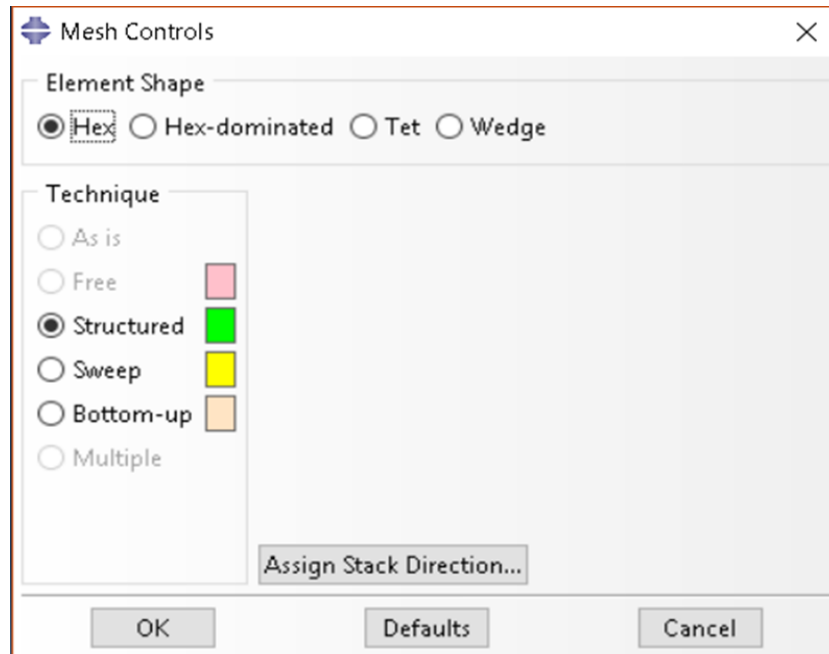 Mesh Controls
Element Shape
Hex Hex-dominated Tet Wedge
Technique
As is
Free
Structured
Sweep
Bottom-up
Multiple
Assign Stack Direction...
OK Defaults Cancel